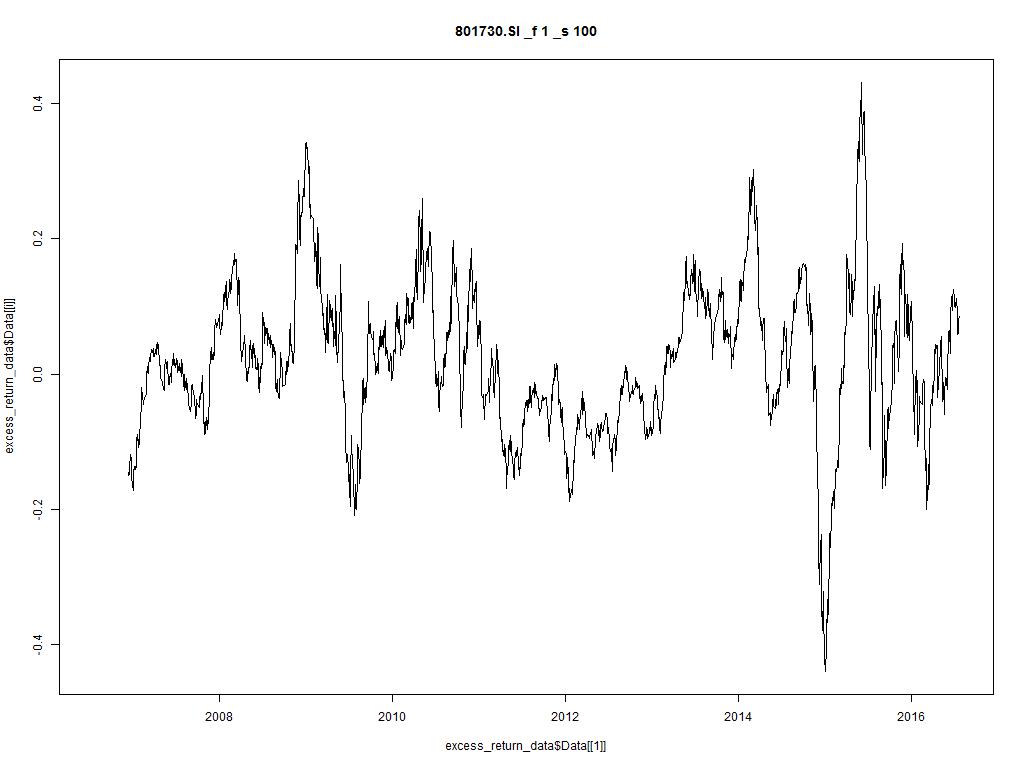 801730.SI _f 1 _s 100
excess_return_data$Data[[i]]
0.4
0.2
0.0
-0.2
-0.4
2008 2010 2012 2014 2016
excess_return_data$Data[[1]]